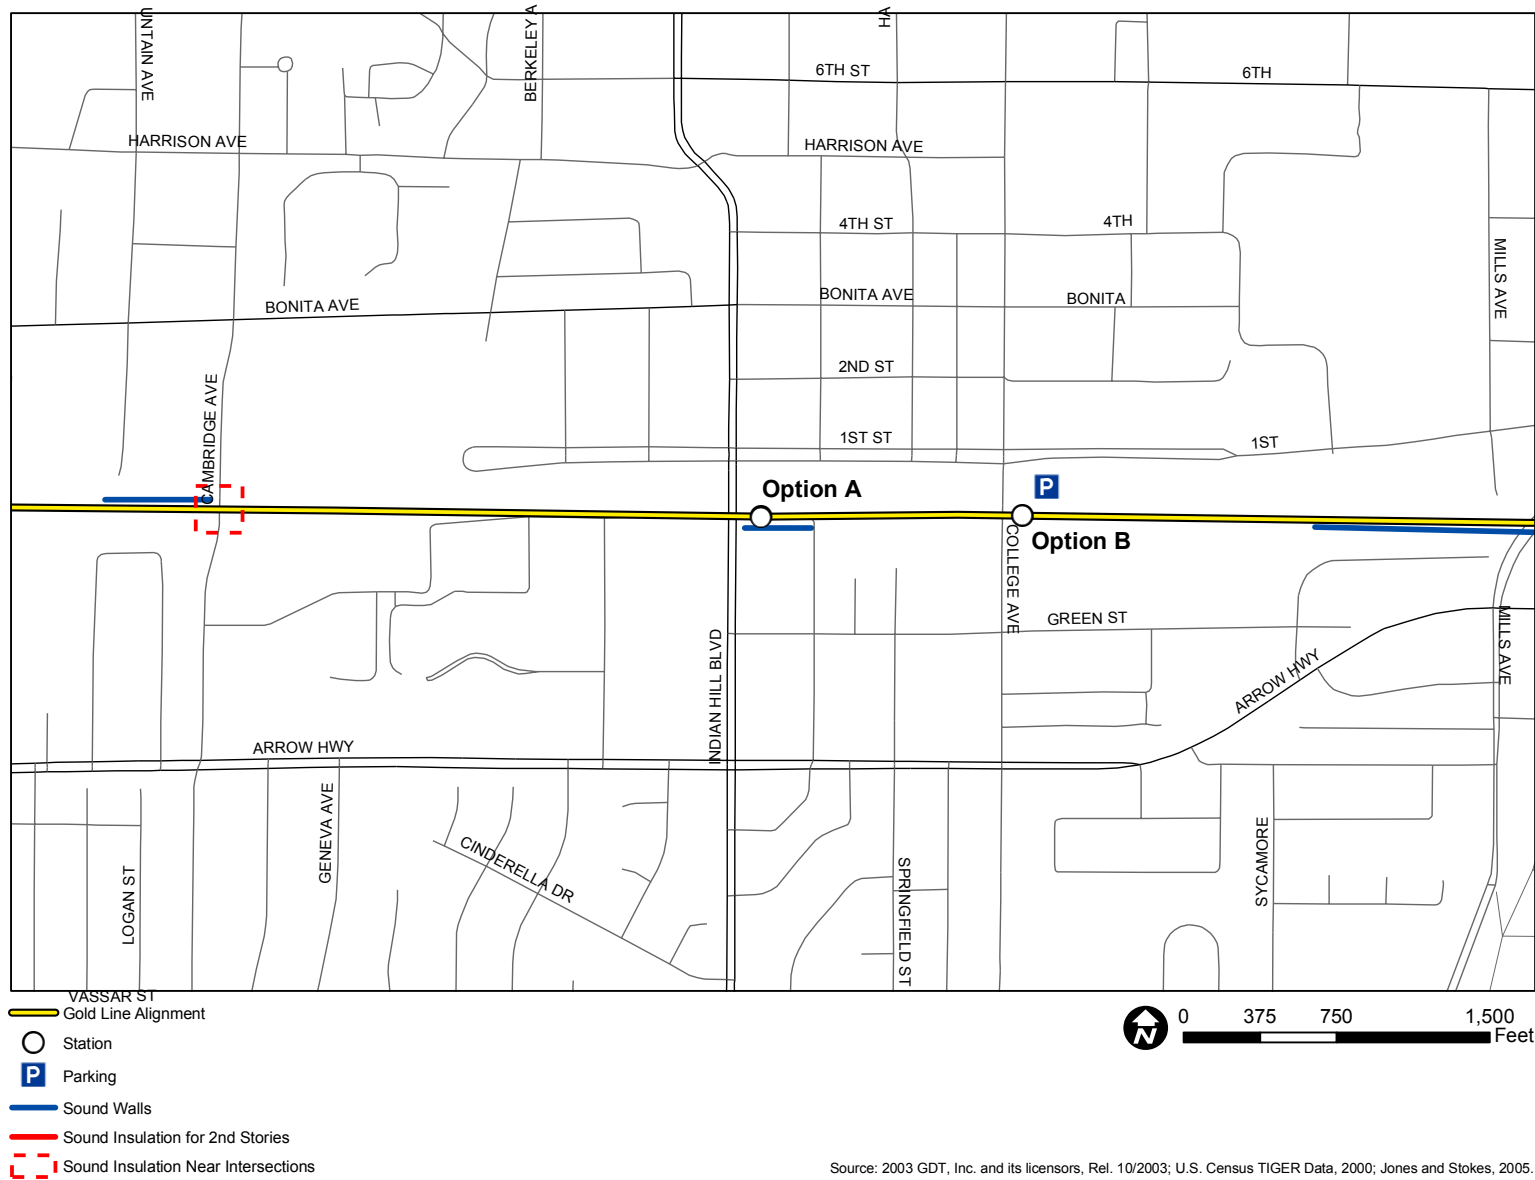 UNTAIN AVE
BERKELEY A
HA
6TH ST
6TH
HARRISON AVE
HARRISON AVE
4TH ST
4TH
MILLS AVE
BONITA AVE
BONITA AVE
BONITA
2ND ST
CAMBRIDGE AVE
1ST ST
1ST
Option A
P
Option B
COLLEGE AVE
GREEN ST
MILLS AVE
INDIAN HILL BLVD
ARROW HWY
ARROW HWY
GENEVA AVE
CINDERELLA DR
LOGAN ST
SPRINGFIELD ST
SYCAMORE
VASSAR ST
Gold Line Alignment
Station
P Parking
Sound Walls
Sound Insulation for 2nd Stories
Sound Insulation Near Intersections
N
0 375 750 1,500
Feet
Source: 2003 GDT, Inc. and its licensors, Rel. 10/2003; U.S. Census TIGER Data, 2000; Jones and Stokes, 2005.